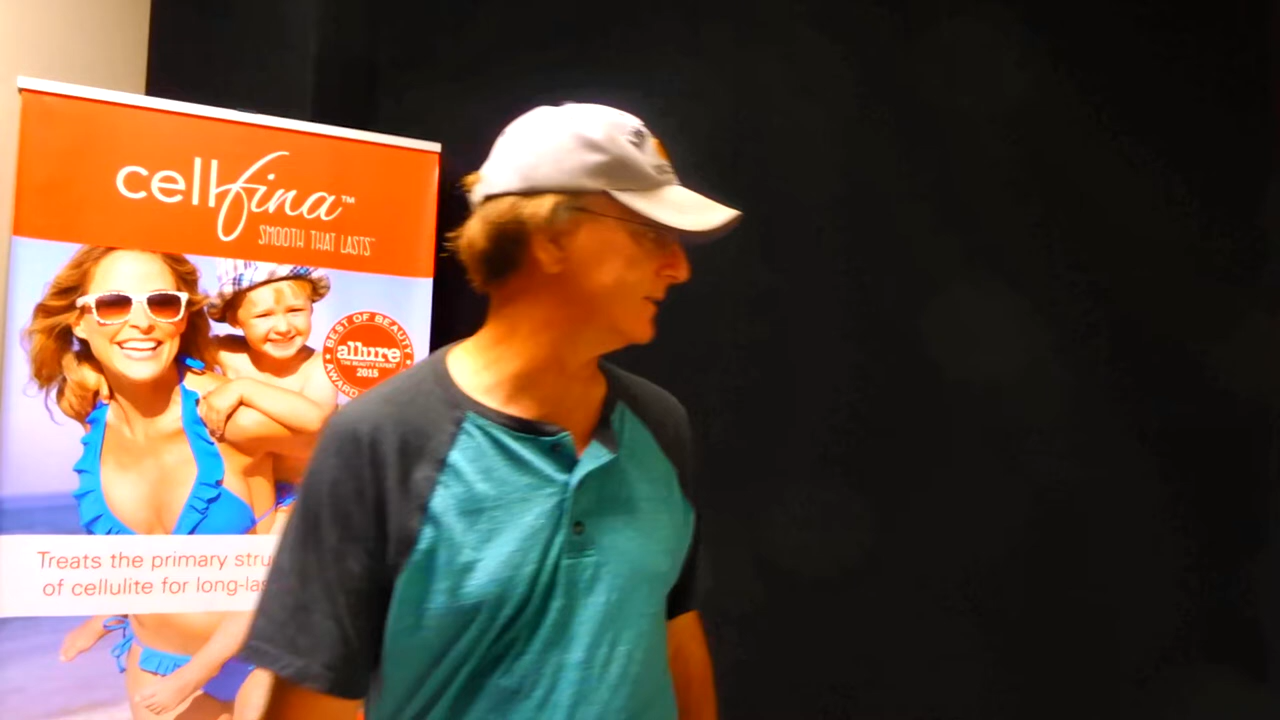 cellfina™
SMOOTH THAT LASTS™
BEST OF BEAUTY
allure
THE BEAUTY EXPERT
2015
AWARD
Treats the primary stru
of cellulite for long-las